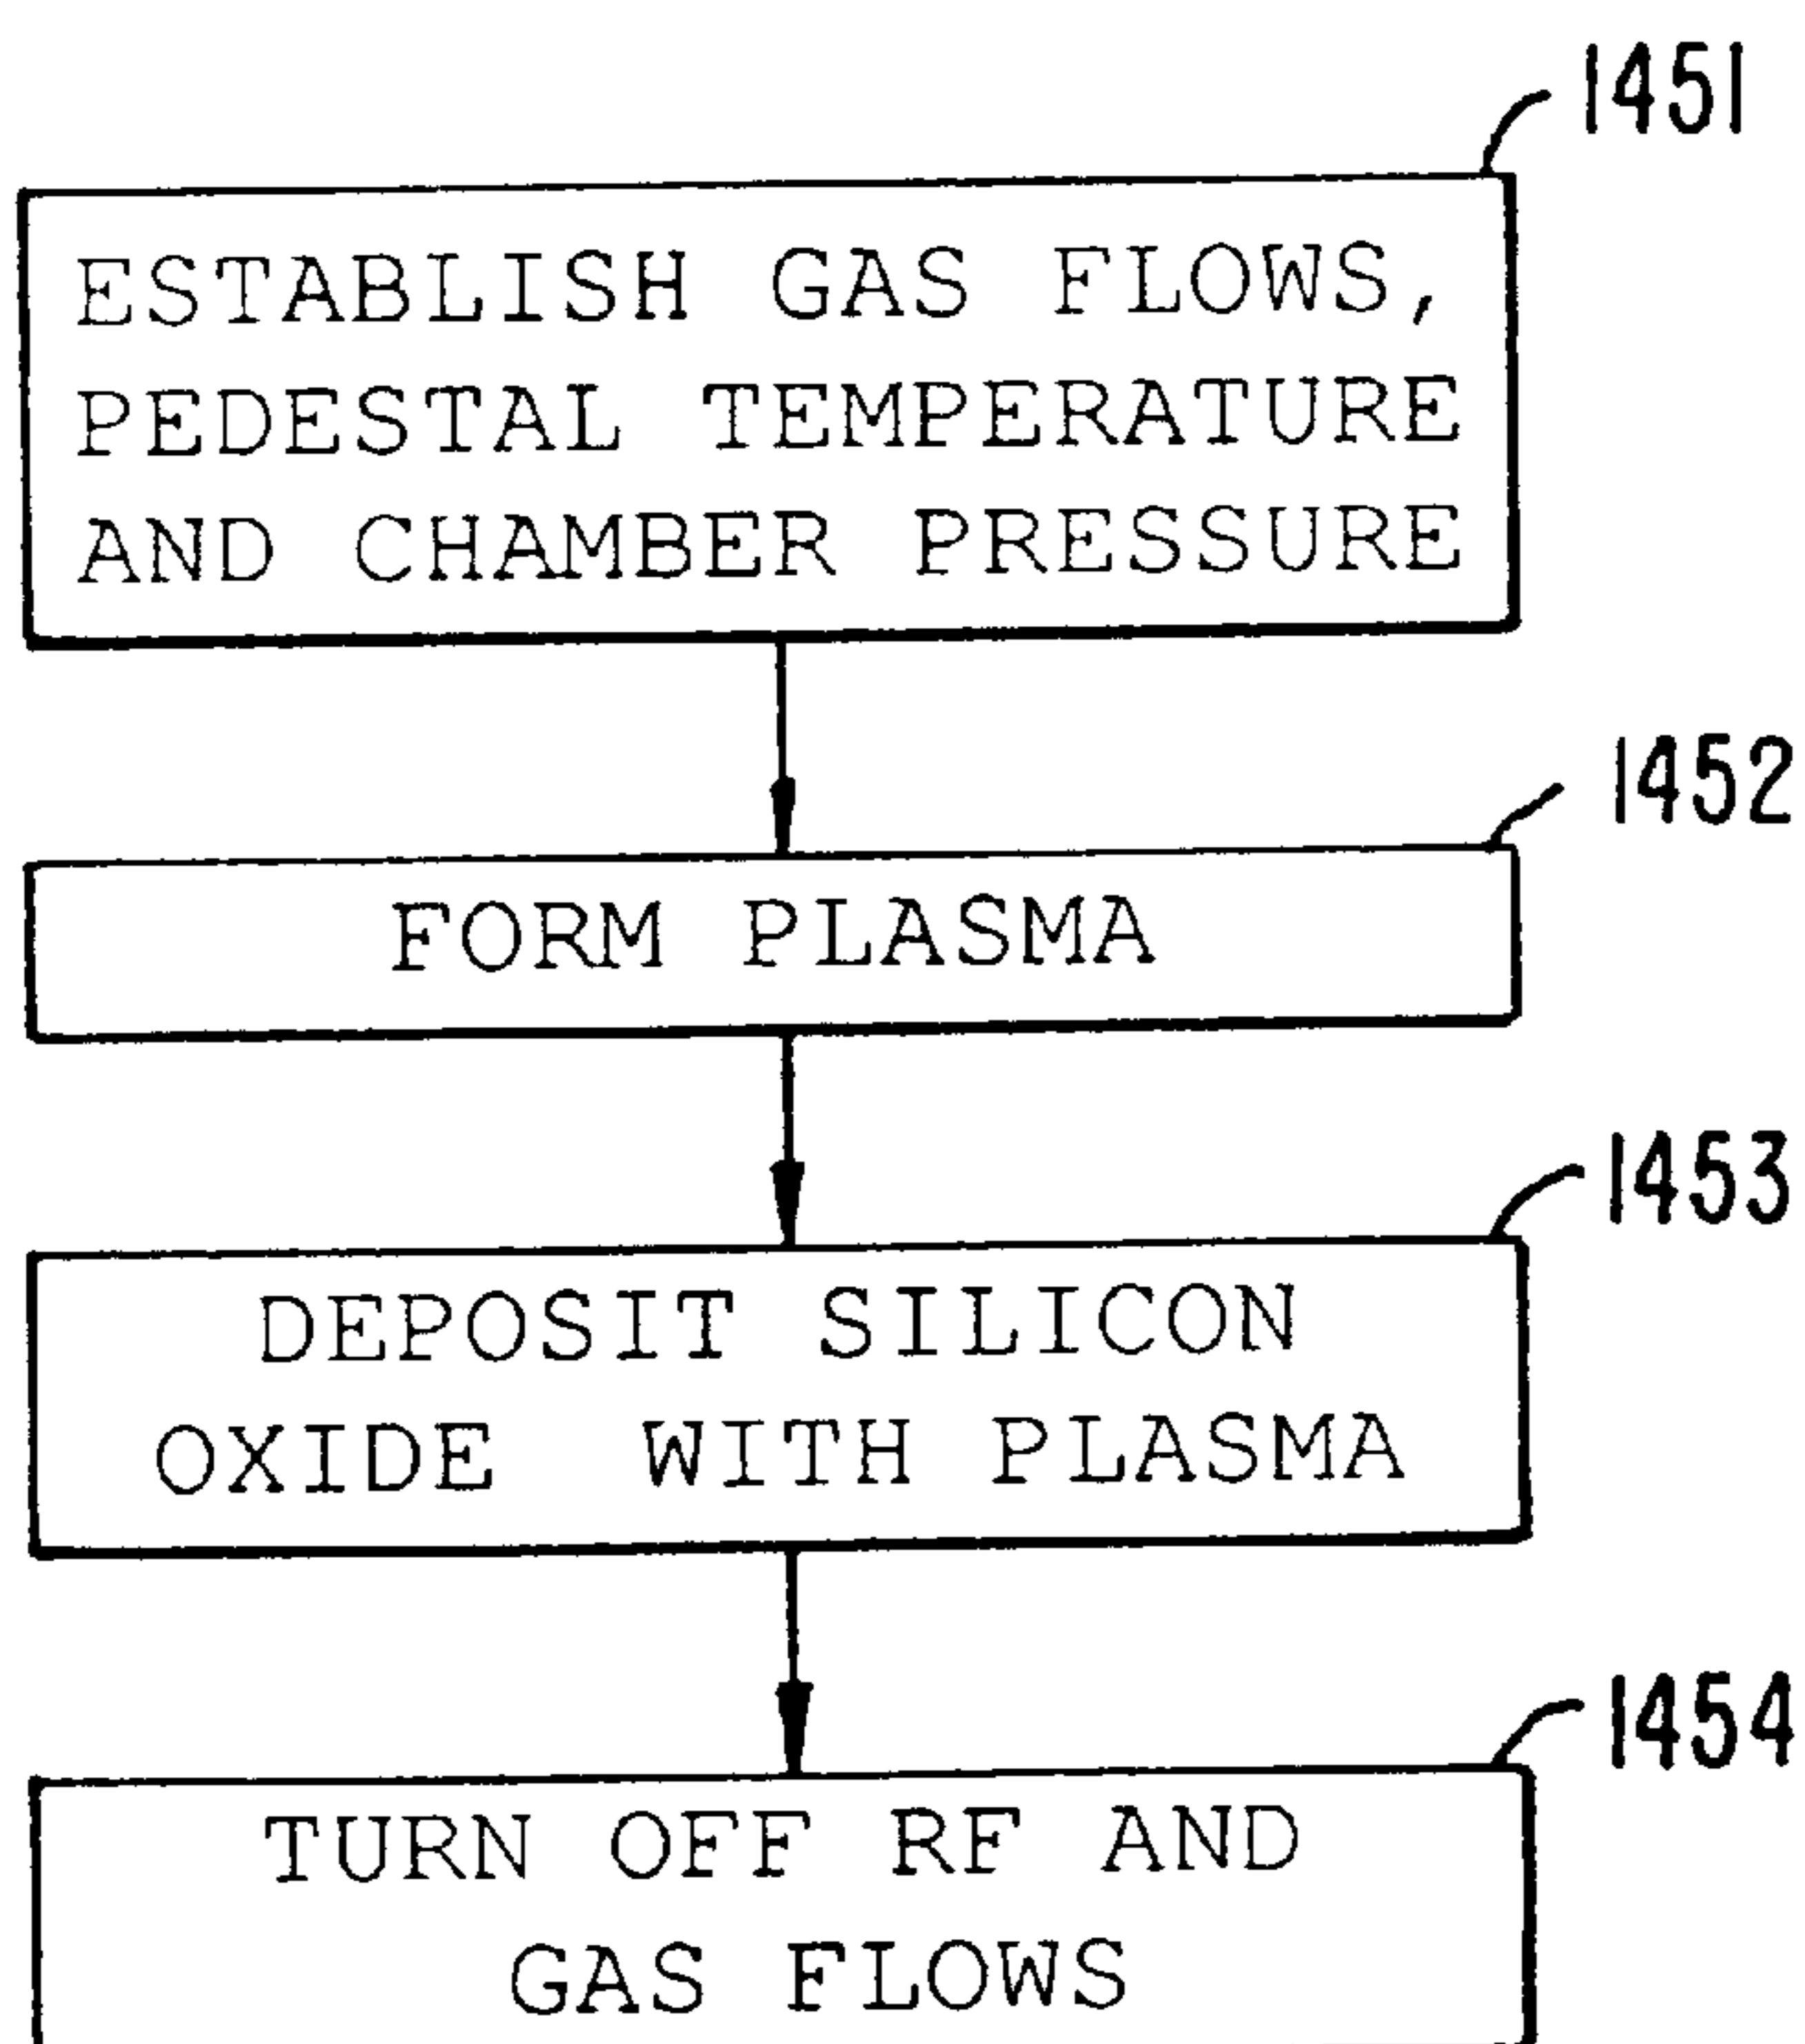 1451
ESTABLISH GAS FLOWS,
PEDESTAL TEMPERATURE
AND CHAMBER PRESSURE
1452
FORM PLASMA
1453
DEPOSIT SILICON
OXIDE WITH PLASMA
1454
TURN OFF RF AND
GAS FLOWS